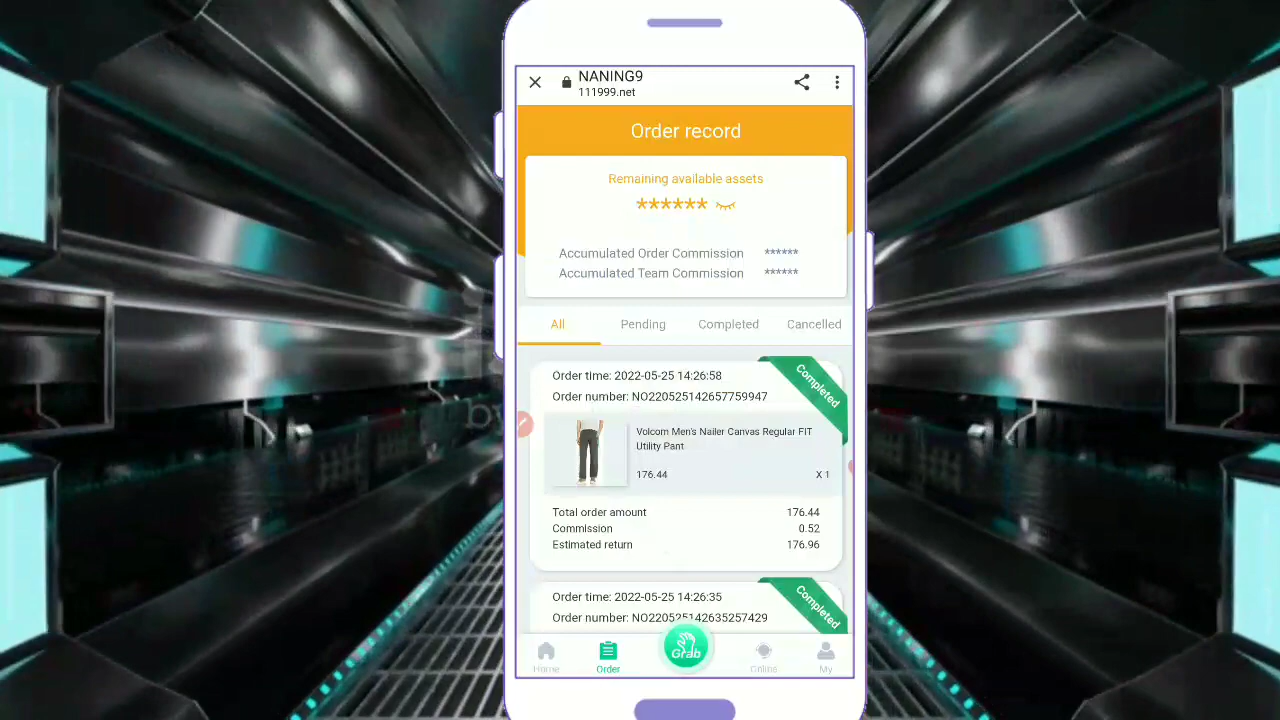 NANING9
111999.net
Order record
Remaining available assets
******
Accumulated Order Commission ******
Accumulated Team Commission ******
All Pending Completed Cancelled
Order time: 2022-05-25 14:26:58
Order number: NO220525142657759947
Completed
Volcom Men's Nailer Canvas Regular FIT
Utility Pant
176.44 X 1
Total order amount 176.44
Commission 0.52
Estimated return 176.96
Order time: 2022-05-25 14:26:35
Order number: NO220525142635257429
Completed
Grab
Home Order Online My